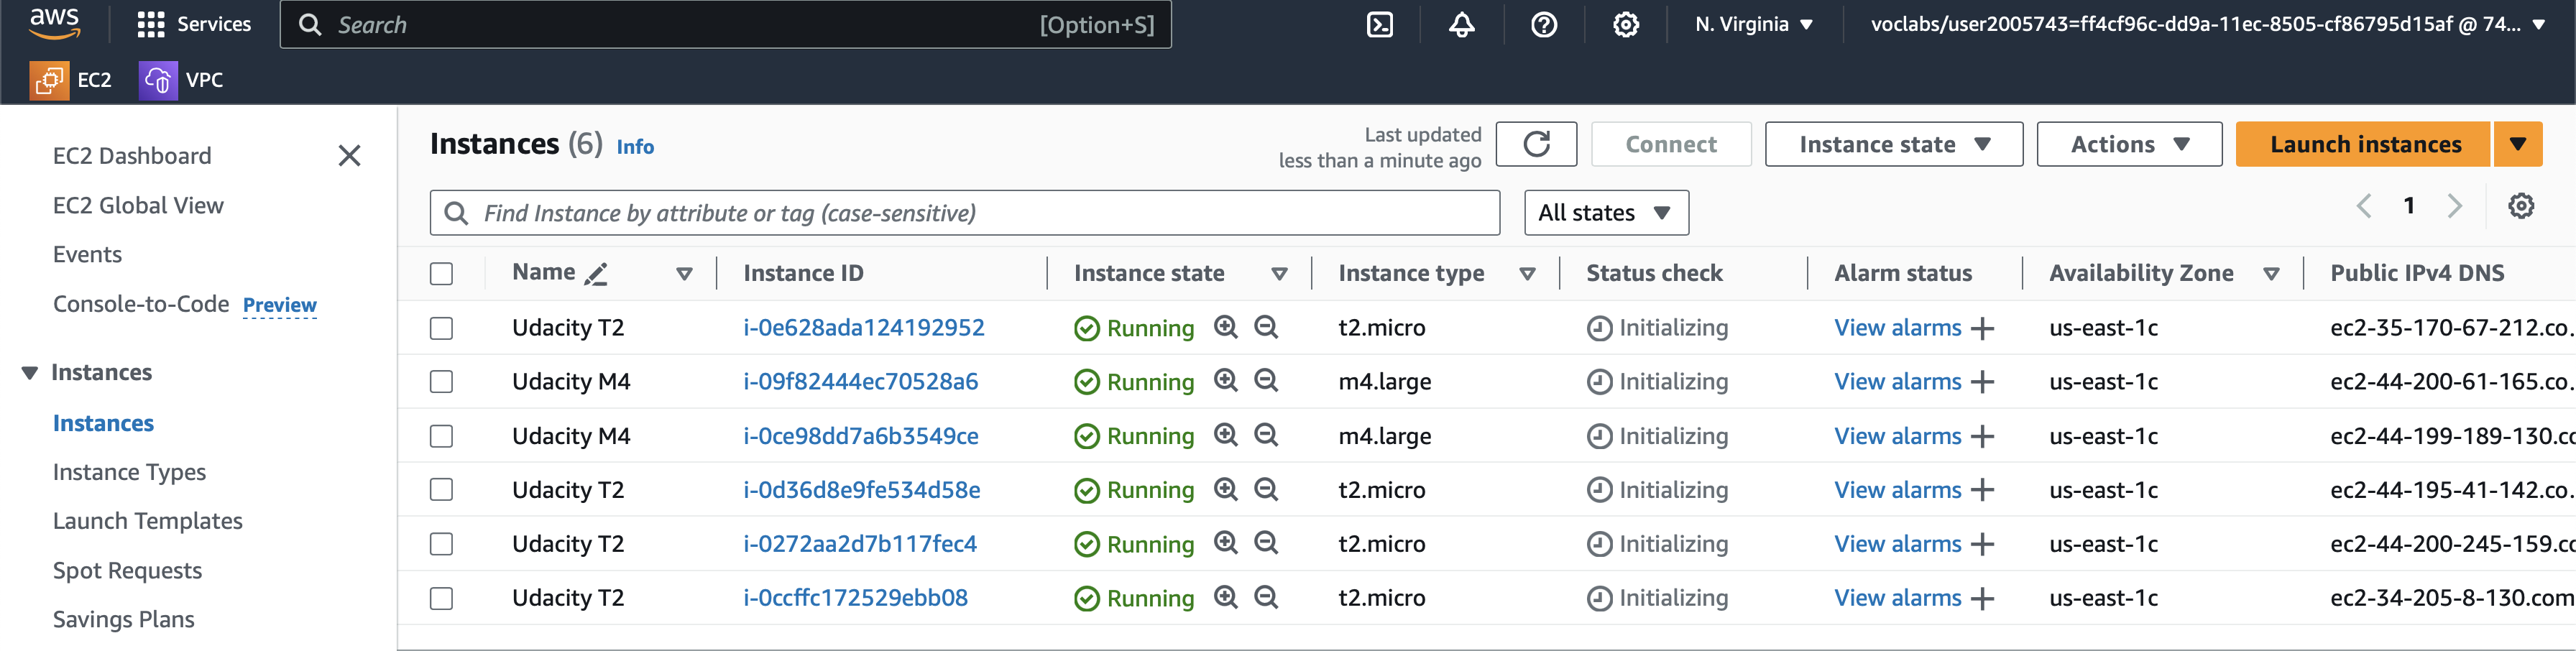 aws
Services
Search
[Option+S]
N. Virginia
voclabs/user2005743=ff4cf96c-dd9a-11ec-8505-cf86795d15af @ 74...
EC2
VPC
EC2 Dashboard
EC2 Global View
Events
Console-to-Code Preview
Instances
Instances
Instance Types
Launch Templates
Spot Requests
Savings Plans
Instances (6) Info
Last updated
less than a minute ago
Connect
Instance state
Actions
Launch instances
Find Instance by attribute or tag (case-sensitive)
All states
1
Name Instance ID Instance state Instance type Status check Alarm status Availability Zone Public IPv4 DNS
Udacity T2 i-0e628ada124192952 Running t2.micro Initializing View alarms us-east-1c ec2-35-170-67-212.co.
Udacity M4 i-09f82444ec70528a6 Running m4.large Initializing View alarms us-east-1c ec2-44-200-61-165.co.
Udacity M4 i-0ce98dd7a6b3549ce Running m4.large Initializing View alarms us-east-1c ec2-44-199-189-130.cc
Udacity T2 i-0d36d8e9fe534d58e Running t2.micro Initializing View alarms us-east-1c ec2-44-195-41-142.co.
Udacity T2 i-0272aa2d7b117fec4 Running t2.micro Initializing View alarms us-east-1c ec2-44-200-245-159.cc
Udacity T2 i-0ccffc172529ebb08 Running t2.micro Initializing View alarms us-east-1c ec2-34-205-8-130.com